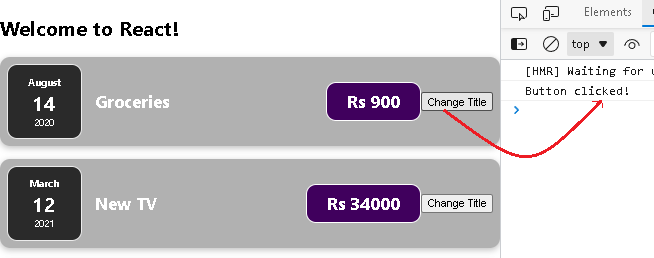 Welcome to React!
August
14
2020
Groceries
Rs 900
Change Title
March
12
2021
New TV
Rs 34000
Change Title
Elements
top
[HMR] Waiting for
Button clicked!